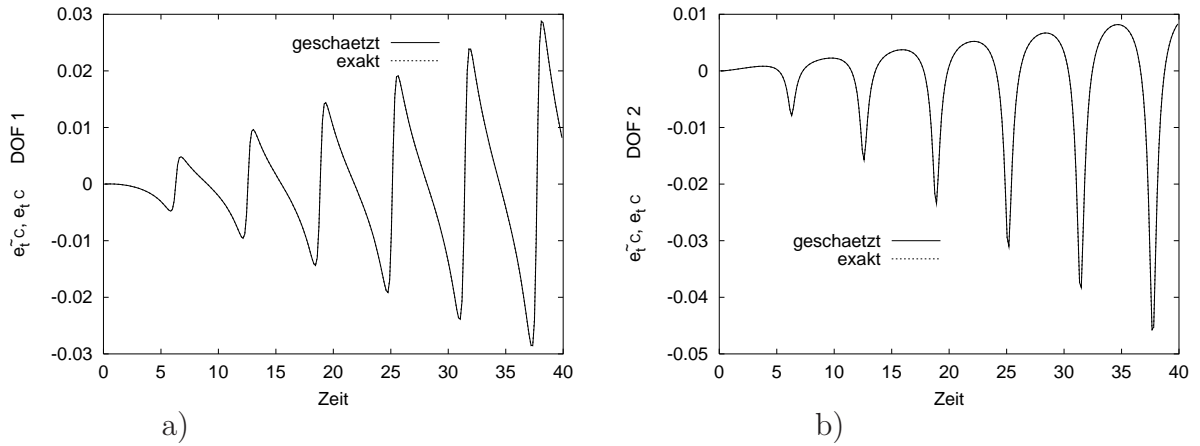 0.03
0.02
0.01
0
-0.01
-0.02
-0.03
0 5 10 15 20 25 30 35 40
Zeit
e_t~ c, e_t c DOF 1
geschaetzt
exakt
a)
0.01
0
-0.01
-0.02
-0.03
-0.04
-0.05
0 5 10 15 20 25 30 35 40
Zeit
e_t~ c, e_t c DOF 2
geschaetzt
exakt
b)